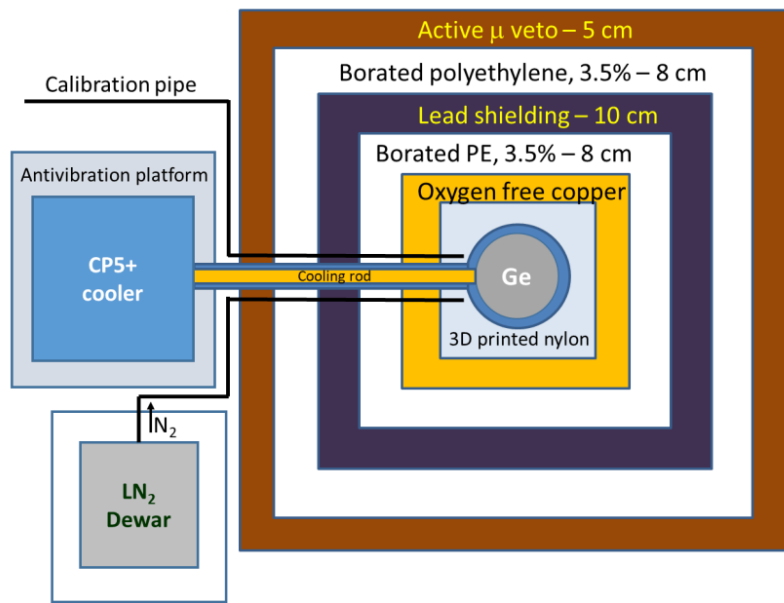 Active μ veto – 5 cm
Borated polyethylene, 3.5% – 8 cm
Calibration pipe
Lead shielding – 10 cm
Borated PE, 3.5% – 8 cm
Antivibration platform
Oxygen free copper
CP5+
cooler
Cooling rod
Ge
3D printed nylon
N₂
LN₂
Dewar